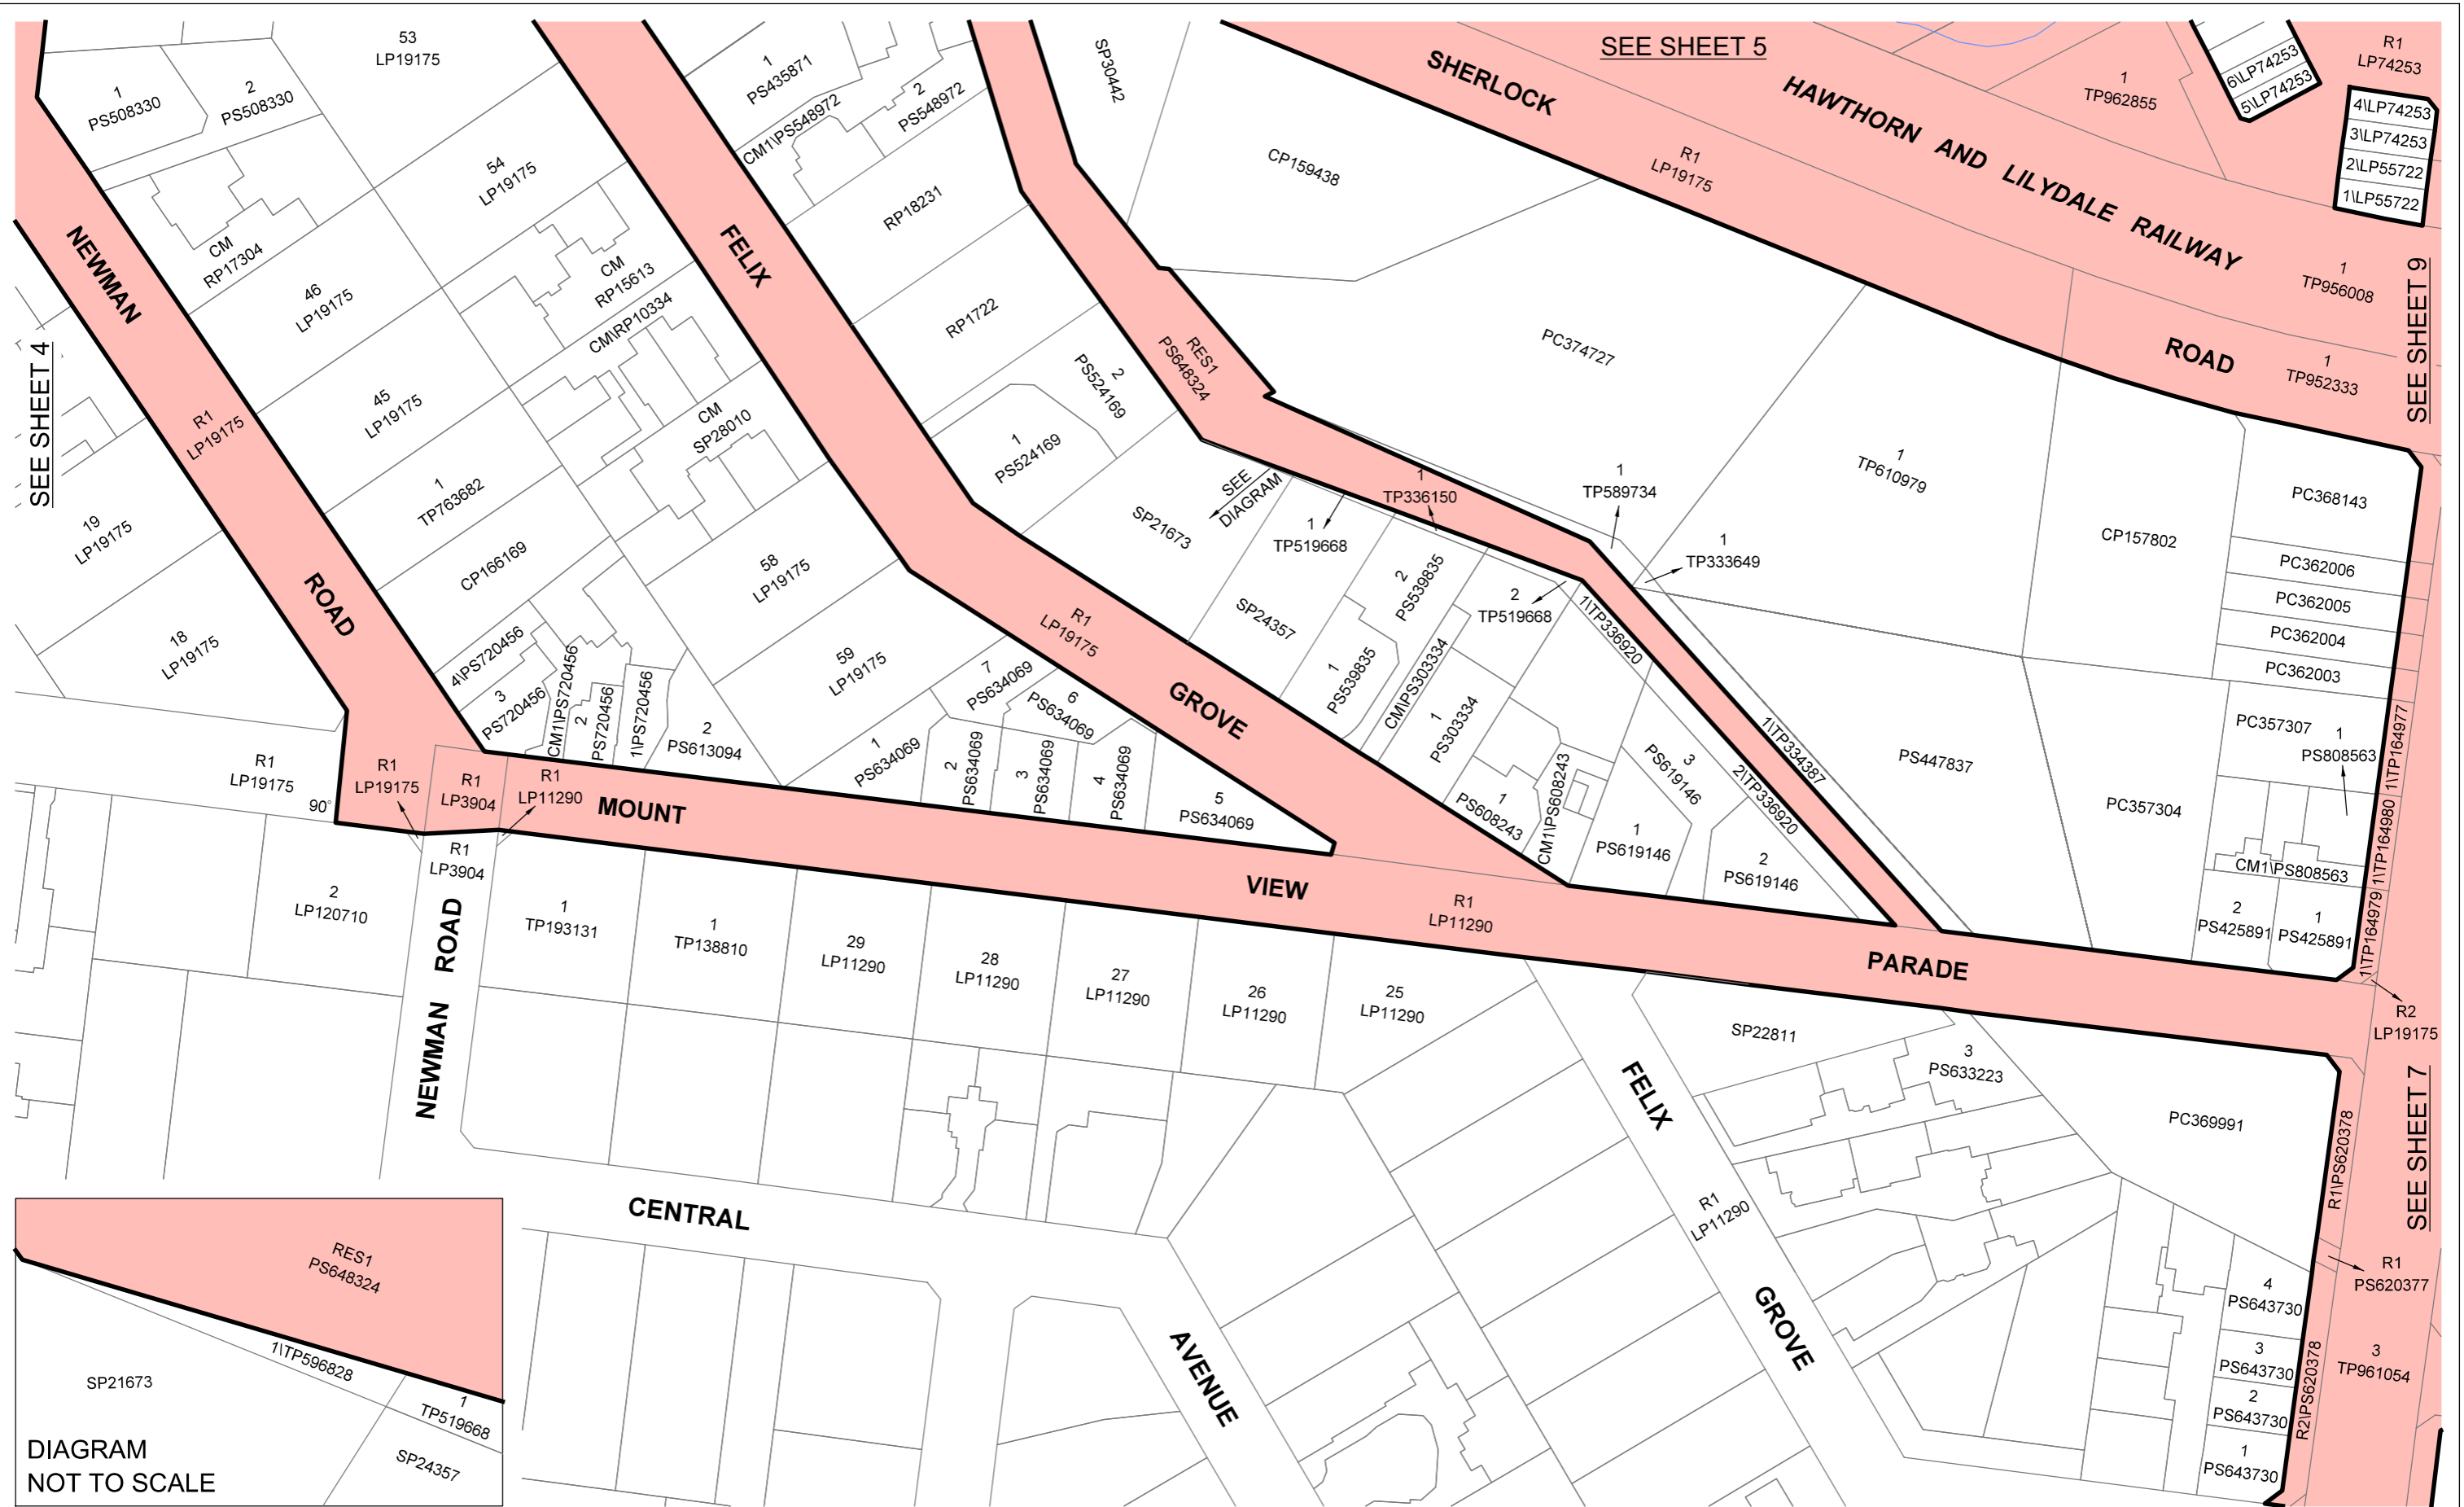 SEE SHEET 5
53
LP19175
1
PS508330
2
PS508330
54
LP19175
CM
RP17304
46
LP19175
45
LP19175
CM
RP15613
CM\RP10334
CM
SP28010
1
TP763682
CP166169
58
LP19175
59
LP19175
NEWMAN
ROAD
R1
LP19175
SEE SHEET 4
19
LP19175
18
LP19175
R1
LP19175
90°
4\PS720456
3
PS720456
CM1\PS720456
2
PS720456
1\PS720456
2
PS613094
FELIX
GROVE
R1
LP19175
1
PS435871
CM1\PS548972
2
PS548972
RP18231
RP1722
2
PS524169
1
PS524169
SP30442
CP159438
SHERLOCK
ROAD
R1
LP19175
HAWTHORN AND LILYDALE RAILWAY
1
TP962855
6\LP74253
5\LP74253
R1
LP74253
4\LP74253
3\LP74253
2\LP55722
1\LP55722
1
TP956008
SEE SHEET 9
1
TP952333
RES1
PS648324
PC374727
1
TP336150
1
TP589734
1
TP610979
1
TP333649
CP157802
PC368143
PC362006
PC362005
PC362004
PC362003
PC357307
1
PS808563
PC357304
CM1\PS808563
2
PS425891
1
PS425891
1\TP164977
1\TP164980
1\TP164979
PS447837
SEE
DIAGRAM
SP21673
1
TP519668
SP24357
2
PS539835
1
PS539835
CM\PS303334
2
TP519668
1
PS303334
1\TP336920
2\TP336920
1\TP334387
3
PS619146
1
PS608243
CM1\PS608243
1
PS619146
2
PS619146
7
PS634069
6
PS634069
1
PS634069
2
PS634069
3
PS634069
4
PS634069
5
PS634069
R1
LP19175
R1
LP3904
R1
LP11290
MOUNT
VIEW
PARADE
R1
LP11290
R1
LP3904
2
LP120710
NEWMAN ROAD
1
TP193131
1
TP138810
29
LP11290
28
LP11290
27
LP11290
26
LP11290
25
LP11290
R2
LP19175
SP22811
3
PS633223
PC369991
FELIX
GROVE
R1
LP11290
R1\PS620378
SEE SHEET 7
R1
PS620377
R2\PS620378
3
TP961054
4
PS643730
3
PS643730
2
PS643730
1
PS643730
CENTRAL
AVENUE
RES1
PS648324
1\TP596828
SP21673
1
TP519668
SP24357
DIAGRAM
NOT TO SCALE